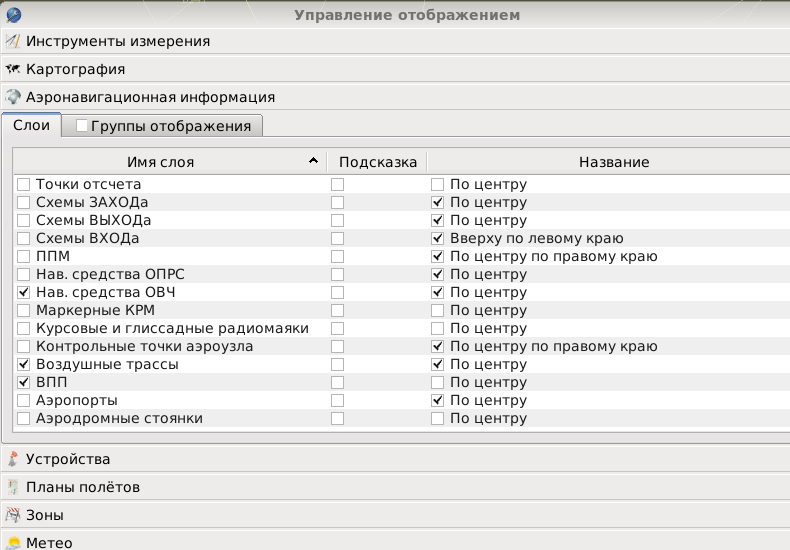 Управление отображением
Инструменты измерения
Картография
Аэронавигационная информация
Слои Группы отображения
Имя слоя Подсказка Название
Точки отсчета По центру
Схемы ЗАХОДа По центру
Схемы ВЫХОДа По центру
Схемы ВХОДа Вверху по левому краю
ППМ По центру по правому краю
Нав. средства ОПРС По центру
Нав. средства ОВЧ По центру
Маркерные КРМ По центру
Курсовые и глиссадные радиомаяки По центру
Контрольные точки аэроузла По центру по правому краю
Воздушные трассы По центру
ВПП По центру
Аэропорты По центру
Аэродромные стоянки По центру
Устройства
Планы полётов
Зоны
Метео